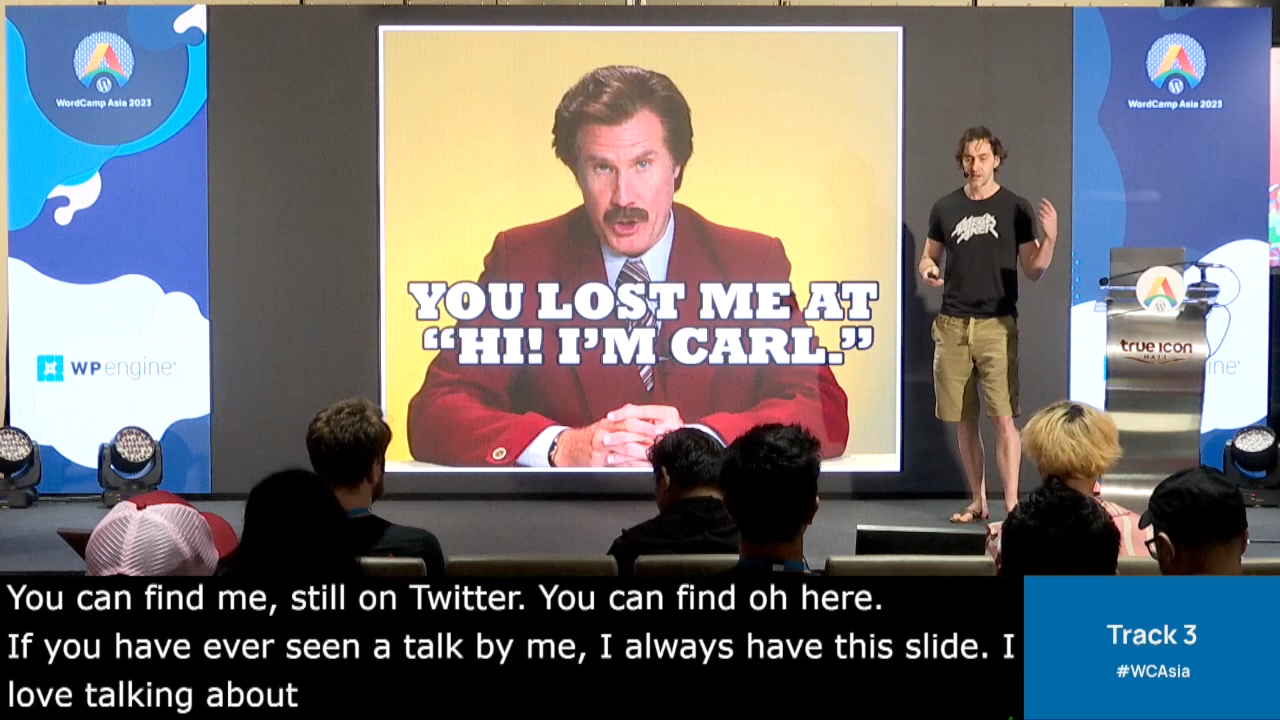 WordCamp Asia 2023
WordCamp Asia 2023
YOU LOST ME AT
“HI! I’M CARL.”
WP engine
true icon
HALL
ine
You can find me, still on Twitter. You can find oh here.
If you have ever seen a talk by me, I always have this slide. I
love talking about
Track 3
#WCAsia